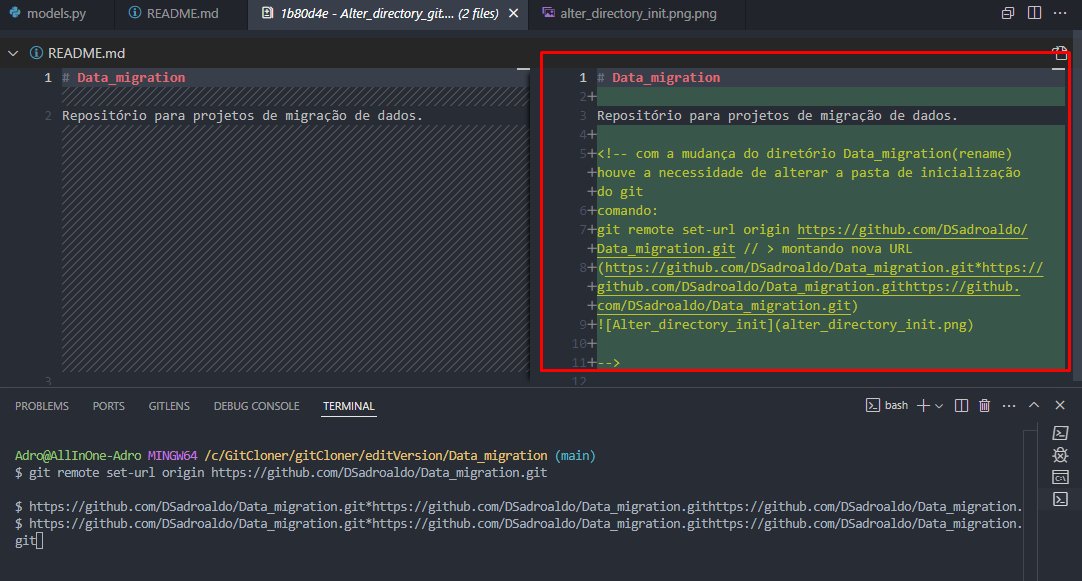 models.py README.md 1b80d4e - Alter_directory_git.... (2 files) alter_directory_init.png.png
README.md
1 # Data_migration
2 Repositório para projetos de migração de dados.
3
1 # Data_migration
2+
3 Repositório para projetos de migração de dados.
4+
5+<!-- com a mudança do diretório Data_migration(rename)
+houve a necessidade de alterar a pasta de inicialização
+do git
6+comando:
7+git remote set-url origin https://github.com/DSadroaldo/
+Data_migration.git // > montando nova URL
8+(https://github.com/DSadroaldo/Data_migration.git*https://
+github.com/DSadroaldo/Data_migration.githttps://github.
+com/DSadroaldo/Data_migration.git)
9+![Alter_directory_init](alter_directory_init.png)
10+
11+-->
12
PROBLEMS PORTS GITLENS DEBUG CONSOLE TERMINAL bash
Adro@AllInOne-Adro MINGW64 /c/GitCloner/gitCloner/editVersion/Data_migration (main)
$ git remote set-url origin https://github.com/DSadroaldo/Data_migration.git
$ https://github.com/DSadroaldo/Data_migration.git*https://github.com/DSadroaldo/Data_migration.githttps://github.com/DSadroaldo/Data_migration.
$ https://github.com/DSadroaldo/Data_migration.git*https://github.com/DSadroaldo/Data_migration.githttps://github.com/DSadroaldo/Data_migration.
git